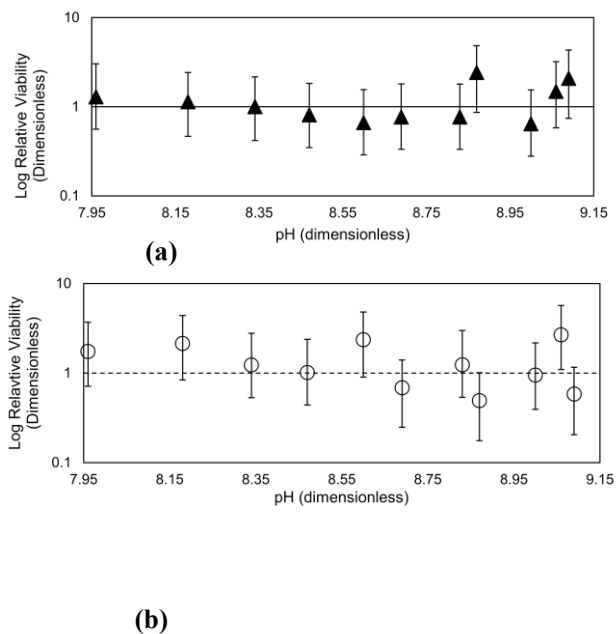 10
1
0.1
Log Relative Viability
(Dimensionless)
7.95 8.15 8.35 8.55 8.75 8.95 9.15
pH (dimensionless)
(a)
10
1
0.1
Log Relavtive Viability
(Dimensionless)
7.95 8.15 8.35 8.55 8.75 8.95 9.15
pH (dimensionless)
(b)